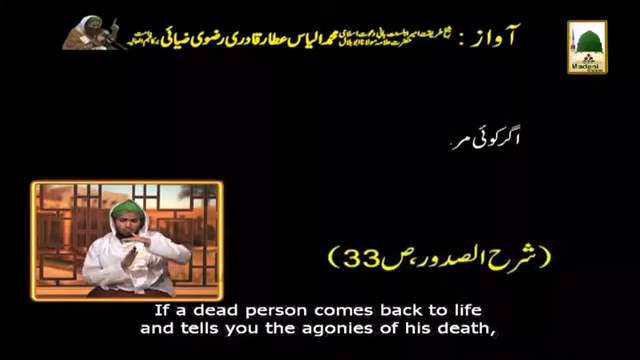 آواز : شیخ طریقت امیر اہلسنت بانی دعوت اسلامی حضرت علامہ مولانا ابوبلال محمد الیاس عطار قادری رضوی ضیائی دامت برکاتہم العالیہ
Madani
اگر کوئی مر
(شرح الصدور، ص 33)
If a dead person comes back to life
and tells you the agonies of his death,